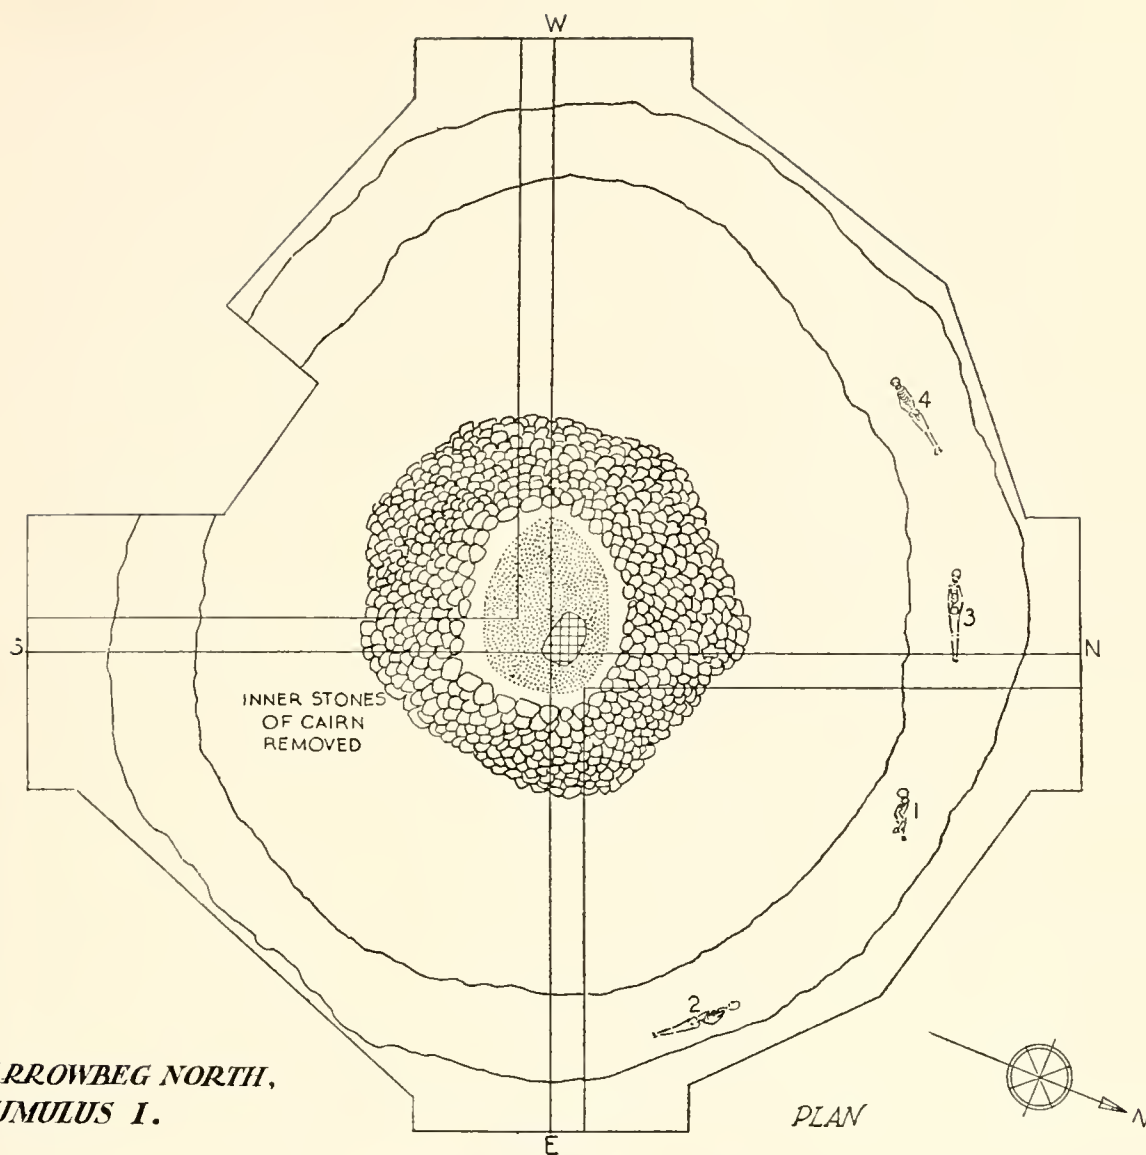 W
4
3
S
N
INNER STONES
OF CAIRN
REMOVED
1
2
RROWBEG NORTH,
UMULUS I.
PLAN
N
E